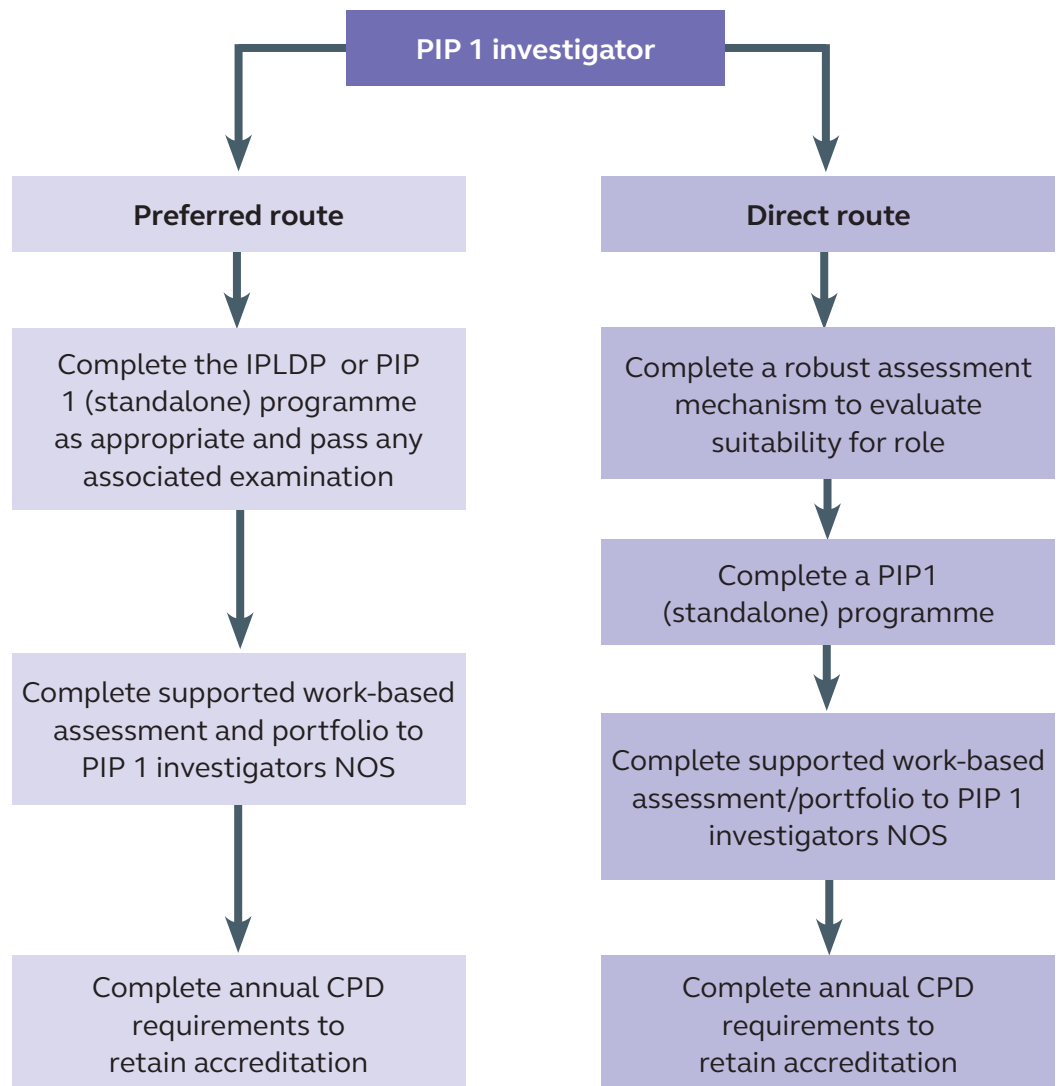 PIP 1 investigator
Preferred route
Complete the IPLDP or PIP
1 (standalone) programme
as appropriate and pass any
associated examination
Complete supported work-based
assessment and portfolio to
PIP 1 investigators NOS
Complete annual CPD
requirements to
retain accreditation
Direct route
Complete a robust assessment
mechanism to evaluate
suitability for role
Complete a PIP1
(standalone) programme
Complete supported work-based
assessment/portfolio to PIP 1
investigators NOS
Complete annual CPD
requirements to
retain accreditation